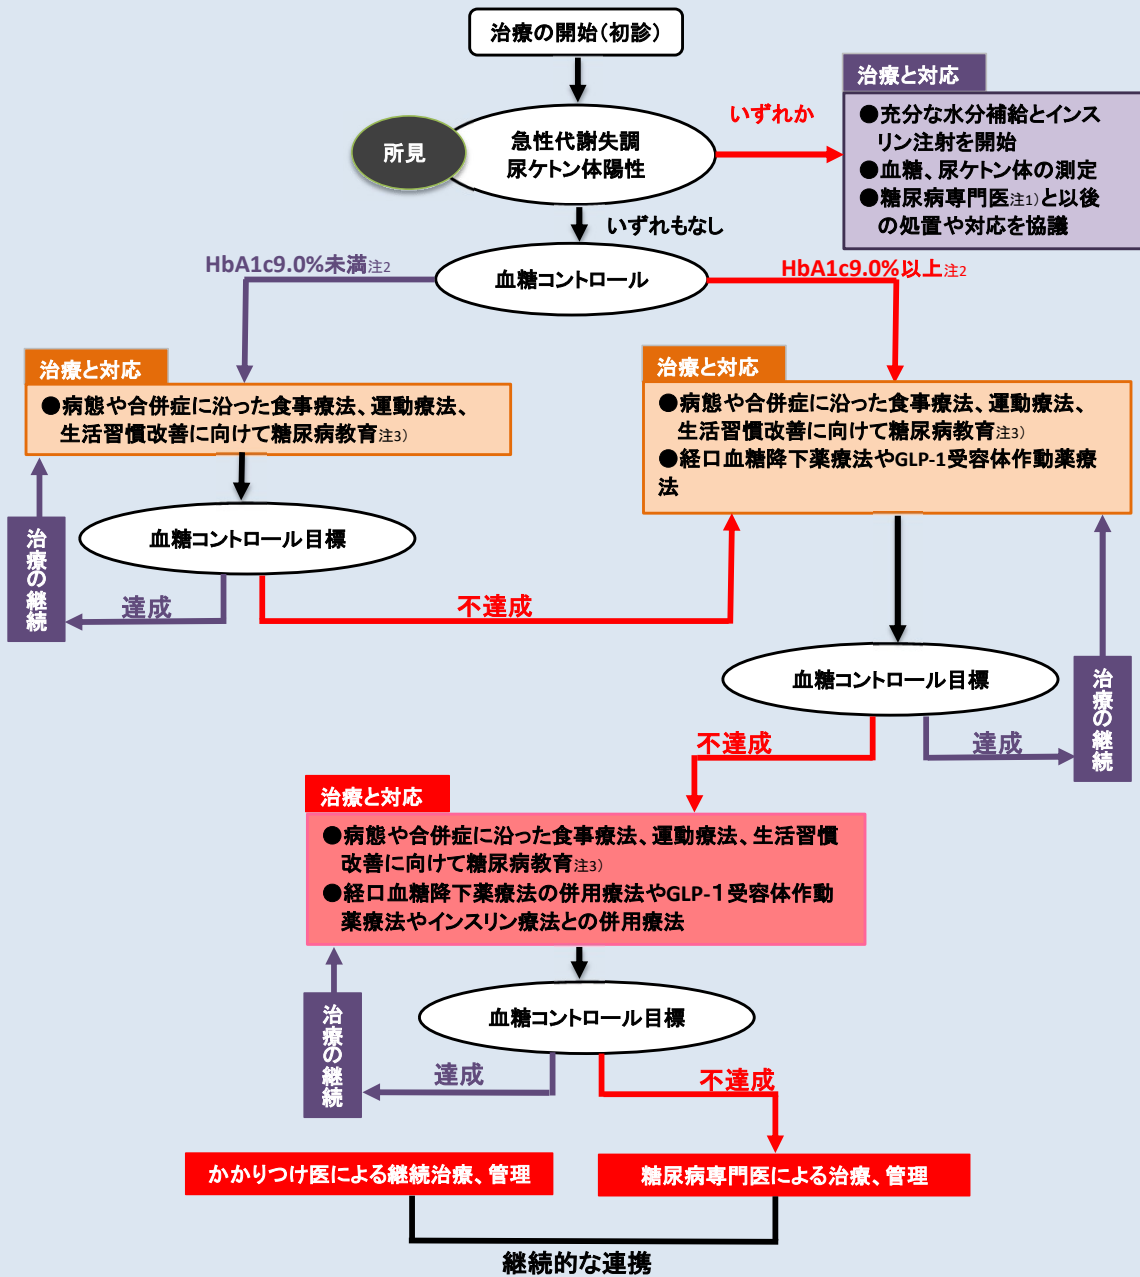 治療の開始(初診)
所見
急性代謝失調
尿ケトン体陽性
いずれか
治療と対応
●充分な水分補給とインス
リン注射を開始
●血糖、尿ケトン体の測定
●糖尿病専門医注1)と以後
の処置や対応を協議
いずれもなし
HbA1c9.0%未満注2
血糖コントロール
HbA1c9.0%以上注2
治療と対応
●病態や合併症に沿った食事療法、運動療法、
生活習慣改善に向けて糖尿病教育注3)
治療と対応
●病態や合併症に沿った食事療法、運動療法、
生活習慣改善に向けて糖尿病教育注3)
●経口血糖降下薬療法やGLP-1受容体作動薬療
法
血糖コントロール目標
治療の継続
達成
不達成
血糖コントロール目標
治療の継続
不達成
達成
治療と対応
●病態や合併症に沿った食事療法、運動療法、生活習慣
改善に向けて糖尿病教育注3)
●経口血糖降下薬療法の併用療法やGLP-1受容体作動
薬療法やインスリン療法との併用療法
血糖コントロール目標
治療の継続
達成
不達成
かかりつけ医による継続治療、管理
糖尿病専門医による治療、管理
継続的な連携